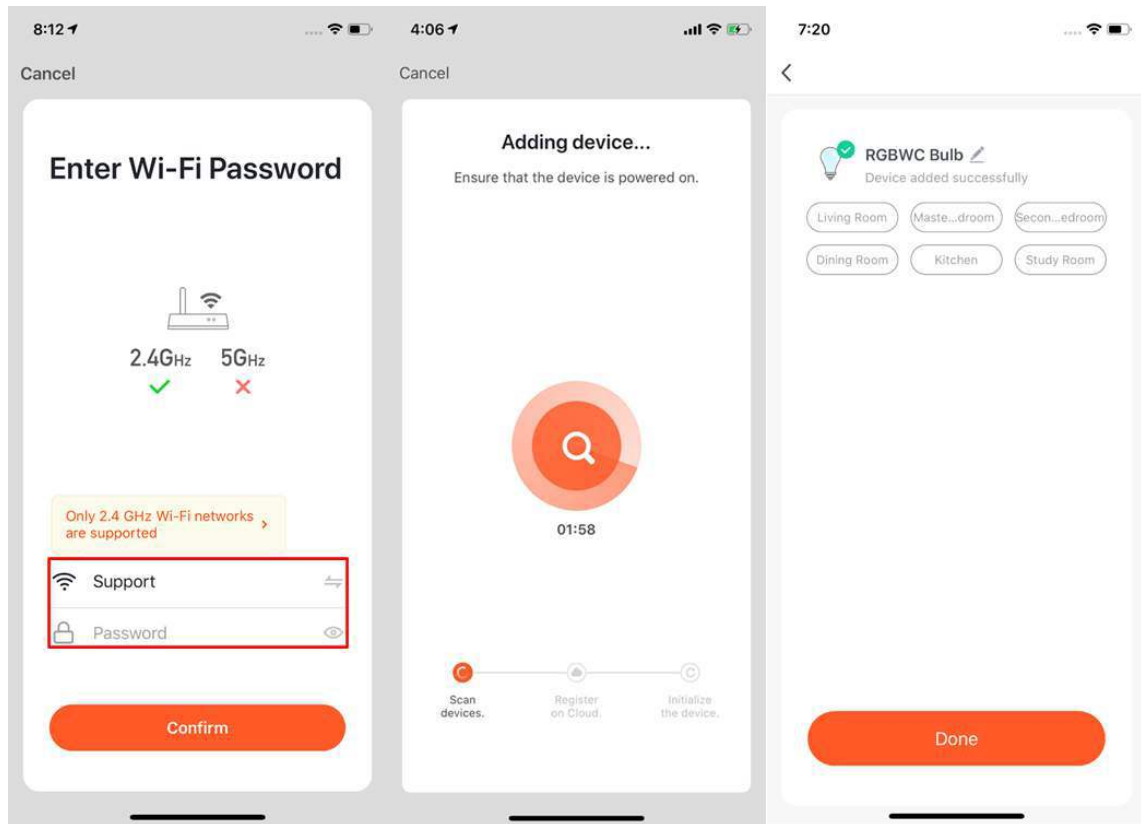 8:12
Cancel
Enter Wi-Fi Password
2.4GHz 5GHz
Only 2.4 GHz Wi-Fi networks
are supported
Support
Password
Confirm
4:06
Cancel
Adding device...
Ensure that the device is powered on.
01:58
Scan
devices.
Register
on Cloud.
Initialize
the device.
7:20
RGBWC Bulb
Device added successfully
Living Room Maste...droom Secon...edroom
Dining Room Kitchen Study Room
Done